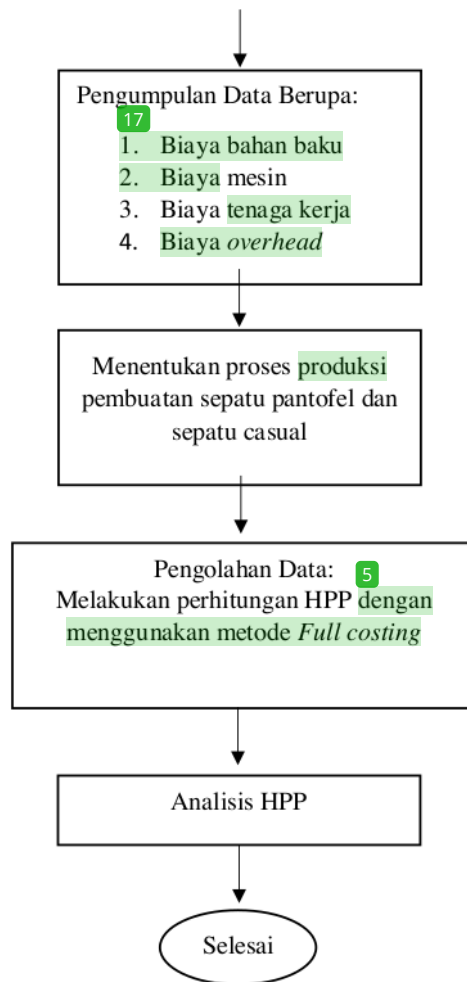 Pengumpulan Data Berupa:
17
1. Biaya bahan baku
2. Biaya mesin
3. Biaya tenaga kerja
4. Biaya overhead
Menentukan proses produksi
pembuatan sepatu pantofel dan
sepatu casual
Pengolahan Data:
5
Melakukan perhitungan HPP dengan
menggunakan metode Full costing
Analisis HPP
Selesai